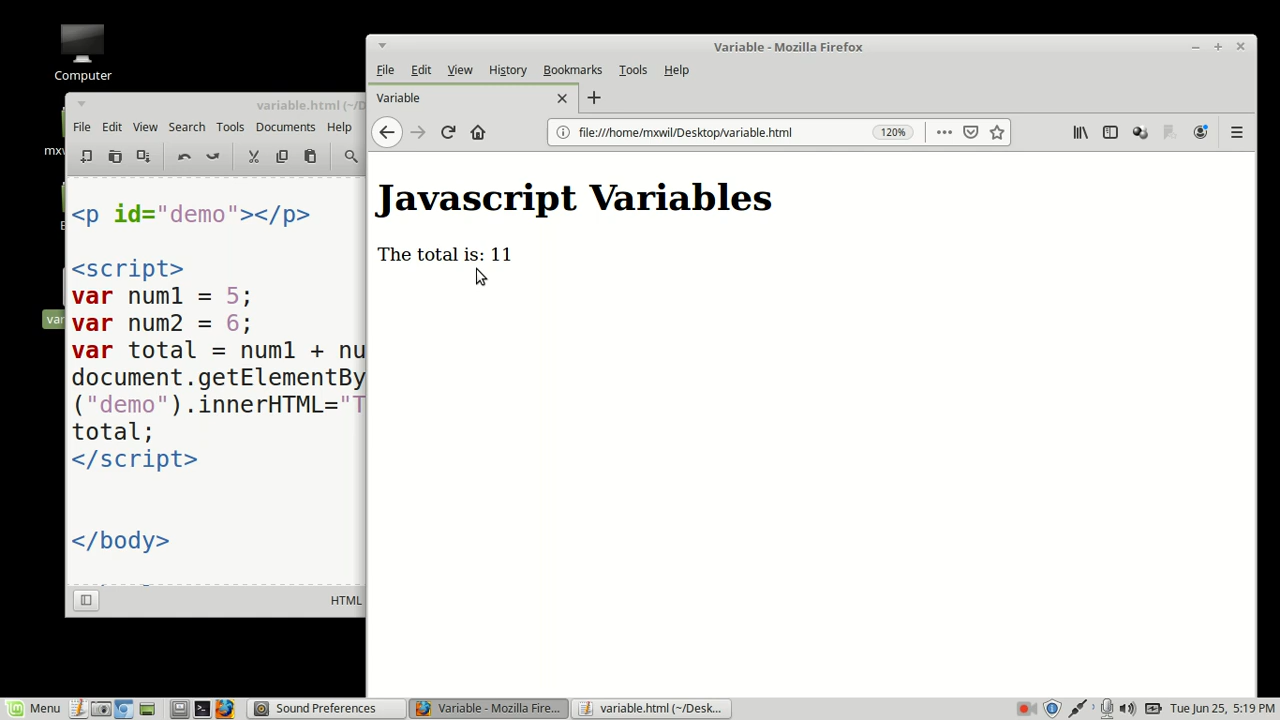 Computer
variable.html (~/D
File Edit View Search Tools Documents Help
<p id="demo"></p>
<script>
var num1 = 5;
var num2 = 6;
var total = num1 + nu
document.getElementBy
("demo").innerHTML="T
total;
</script>
</body>
HTML
Variable - Mozilla Firefox
File Edit View History Bookmarks Tools Help
Variable
file:///home/mxwil/Desktop/variable.html 120%
Javascript Variables
The total is: 11
Menu Sound Preferences Variable - Mozilla Fire... variable.html (~/Desk... Tue Jun 25, 5:19 PM